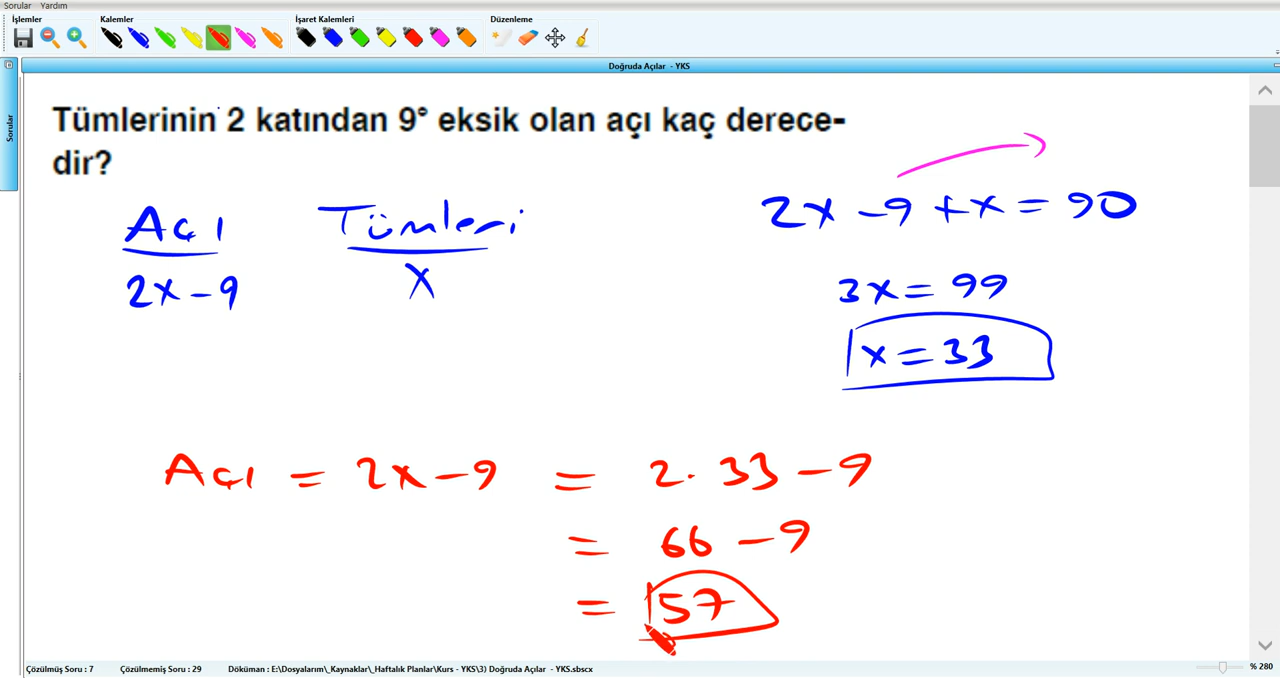 Sorular Yardım
İşlemler Kalemler İşaret Kalemleri Düzenleme
Doğruda Açılar - YKS
Sorular
Tümlerinin 2 katından 9° eksik olan açı kaç derece-
dir?
Açı Tümleri
2x - 9 x
2x - 9 + x = 90
3x = 99
x = 33
Açı = 2x - 9 = 2 . 33 - 9
= 66 - 9
= 57
Çözülmüş Soru : 7 Çözülmemiş Soru : 29 Döküman : E:\Dosyalarım\_Kaynaklar\_Haftalık Planlar\Kurs - YKS\3) Doğruda Açılar - YKS.sbscx % 280